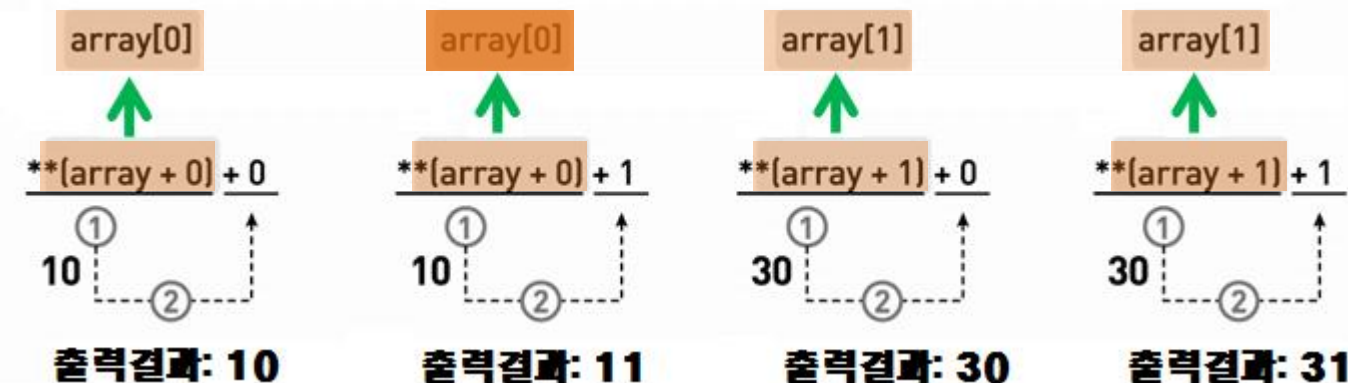 array[0] array[0] array[1] array[1]
**(array + 0) + 0 **(array + 0) + 1 **(array + 1) + 0 **(array + 1) + 1
① ① ① ①
10 10 30 30
② ② ② ②
출력결과: 10 출력결과: 11 출력결과: 30 출력결과: 31